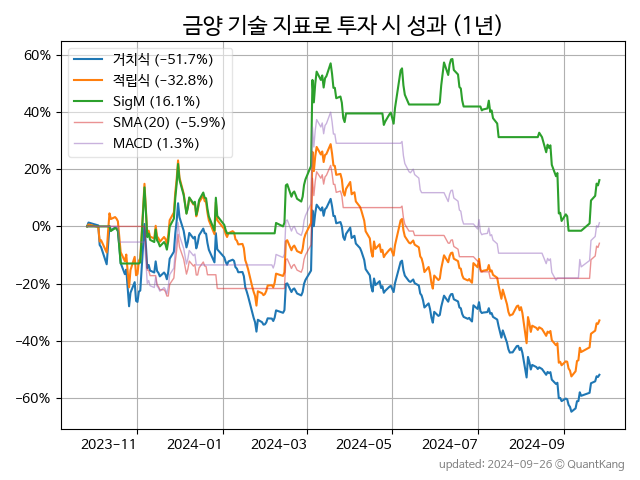 금양 기술 지표로 투자 시 성과 (1년)
60%
40%
20%
0%
−20%
−40%
−60%
거치식 (−51.7%)
적립식 (−32.8%)
SigM (16.1%)
SMA(20) (−5.9%)
MACD (1.3%)
2023-11
2024-01
2024-03
2024-05
2024-07
2024-09
updated: 2024-09-26 © QuantKang